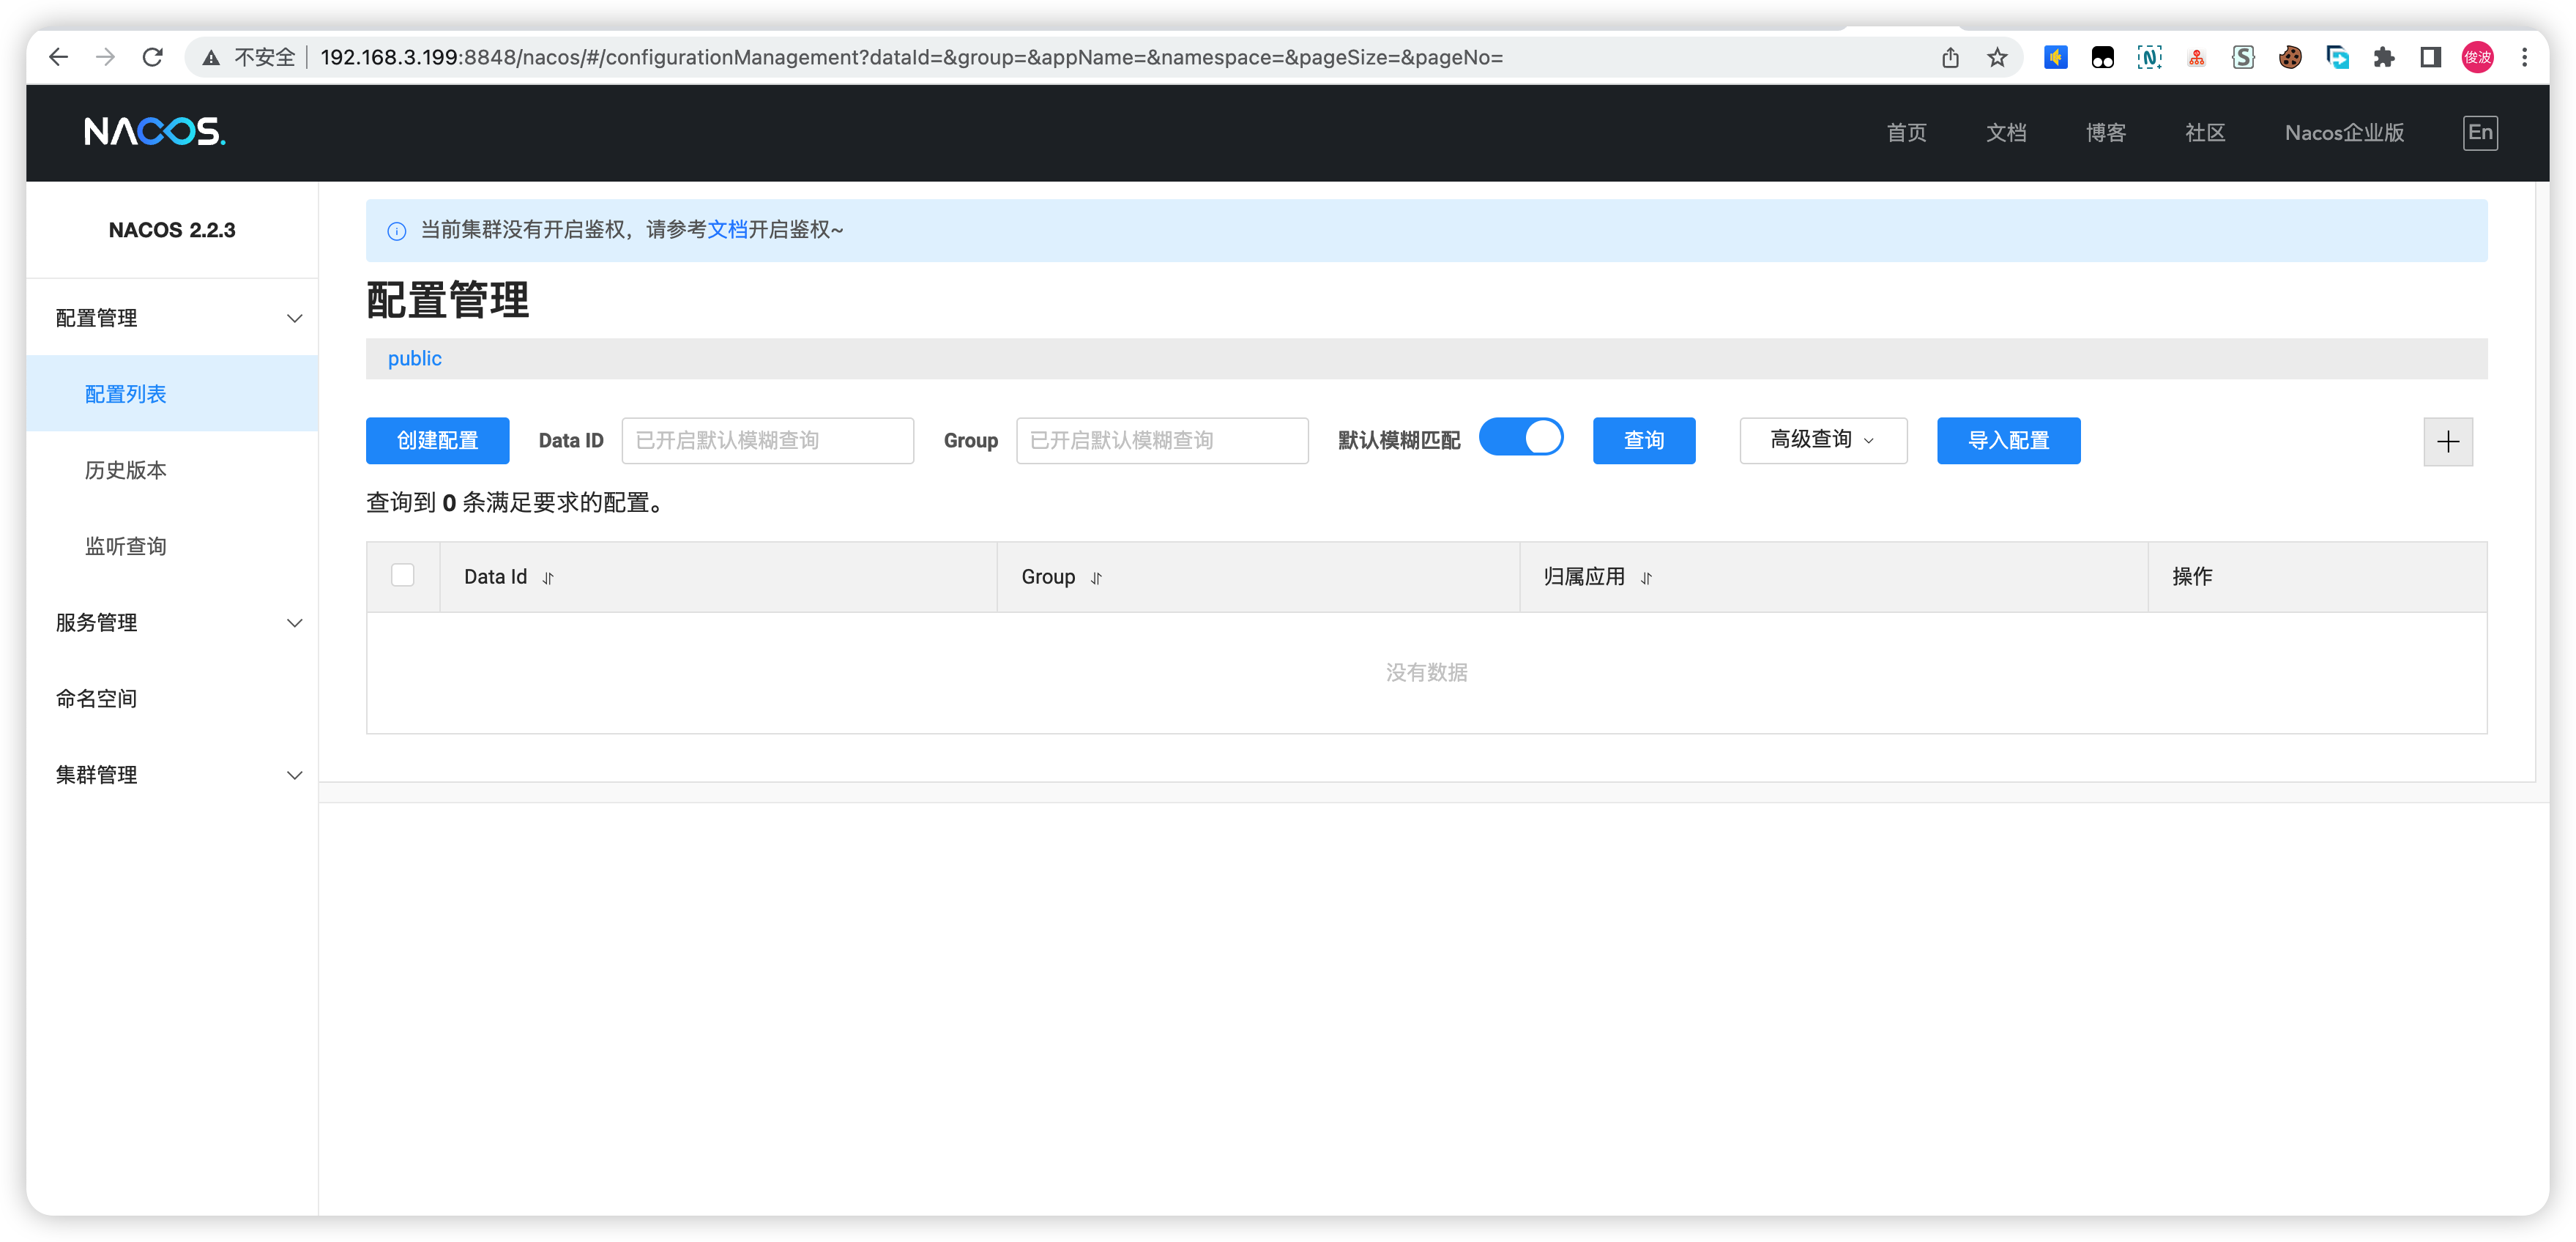 不安全 192.168.3.199:8848/nacos/#/configurationManagement?dataId=&group=&appName=&namespace=&pageSize=&pageNo= 俊波
NACOS. 首页 文档 博客 社区 Nacos企业版 En
NACOS 2.2.3
配置管理
配置列表
历史版本
监听查询
服务管理
命名空间
集群管理
当前集群没有开启鉴权，请参考文档开启鉴权~
配置管理
public
创建配置 Data ID 已开启默认模糊查询 Group 已开启默认模糊查询 默认模糊匹配 查询 高级查询 导入配置
查询到 0 条满足要求的配置。
Data Id Group 归属应用 操作
没有数据